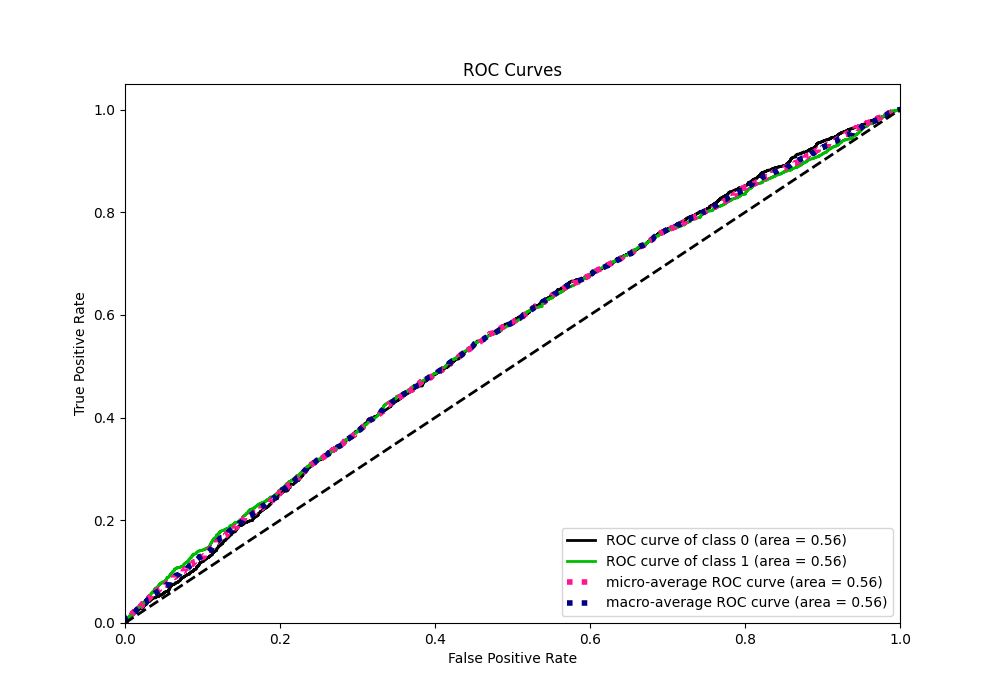 ROC Curves
True Positive Rate
1.0
0.8
0.6
0.4
0.2
0.0
0.0 0.2 0.4 0.6 0.8 1.0
False Positive Rate
ROC curve of class 0 (area = 0.56)
ROC curve of class 1 (area = 0.56)
micro-average ROC curve (area = 0.56)
macro-average ROC curve (area = 0.56)